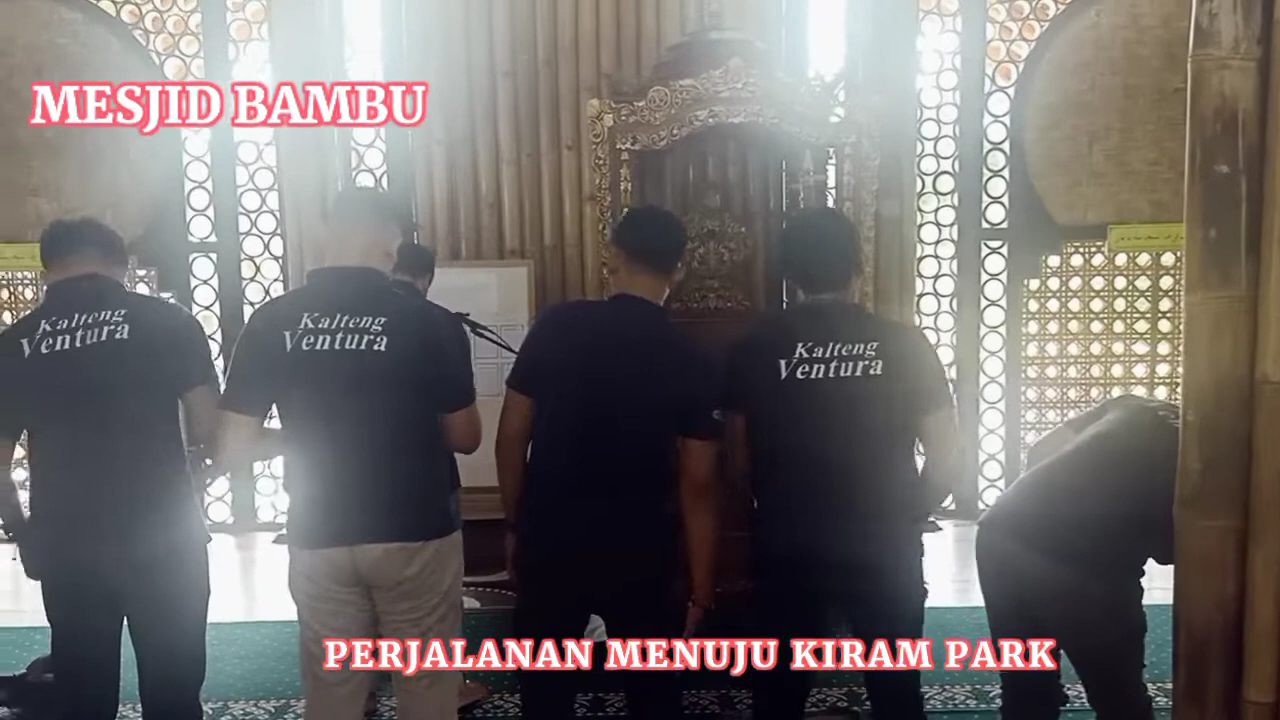 MESJID BAMBU
Kalteng
Ventura
Kalteng
Ventura
Kalteng
Ventura
PERJALANAN MENUJU KIRAM PARK